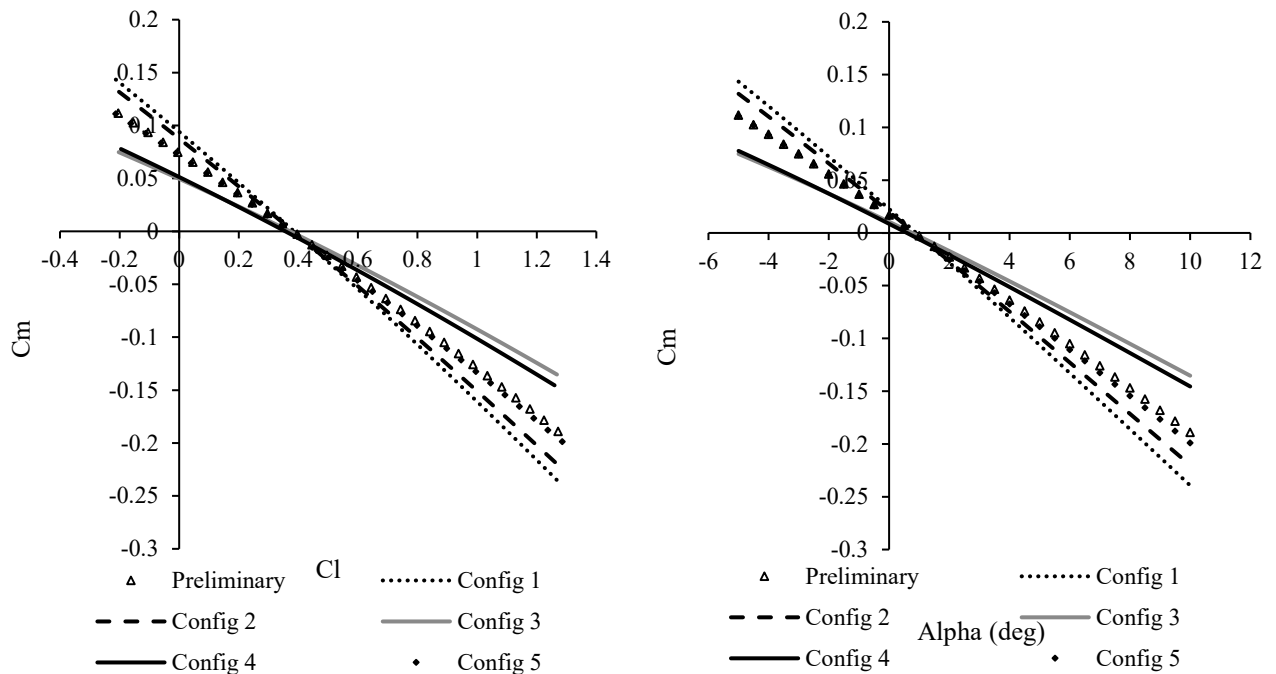 0.2
0.15
0.1
0.05
0
-0.05
-0.1
-0.15
-0.2
-0.25
-0.3
-0.4 -0.2 0 0.2 0.4 0.6 0.8 1 1.2 1.4
Cm
Cl
Preliminary Config 1
Config 2 Config 3
Config 4 Config 5
0.2
0.15
0.1
0.05
0
-0.05
-0.1
-0.15
-0.2
-0.25
-0.3
-6 -4 -2 0 2 4 6 8 10 12
Cm
Alpha (deg)
Preliminary Config 1
Config 2 Config 3
Config 4 Config 5